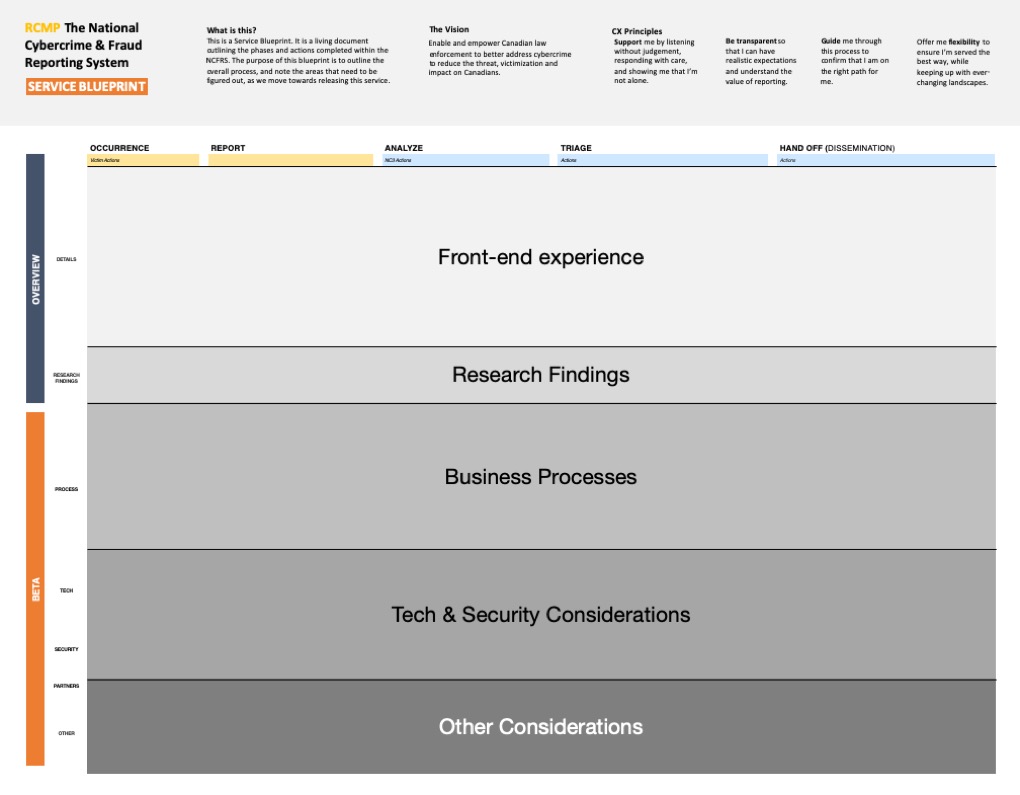 RCMP The National
Cybercrime & Fraud
Reporting System
SERVICE BLUEPRINT
What is this?
This is a Service Blueprint. It is a living document
outlining the phases and actions completed within the
NCFRS. The purpose of this blueprint is to outline the
overall process, and note the areas that need to be
figured out, as we move towards releasing this service.
The Vision
Enable and empower Canadian law
enforcement to better address cybercrime
to reduce the threat, victimization and
impact on Canadians.
CX Principles
Support me by listening
without judgement,
responding with care,
and showing me that I'm
not alone.
Be transparent so
that I can have
realistic expectations
and understand the
value of reporting.
Guide me through
this process to
confirm that I am on
the right path for
me.
Offer me flexibility to
ensure I'm served the
best way, while
keeping up with ever-
changing landscapes.
OCCURRENCE
REPORT
ANALYZE
TRIAGE
HAND OFF (DISSEMINATION)
Victim Actions
NC3 Actions
Actions
Actions
OVERVIEW
DETAILS
Front-end experience
RESEARCH
FINDINGS
Research Findings
BETA
PROCESS
Business Processes
TECH
Tech & Security Considerations
SECURITY
PARTNERS
OTHER
Other Considerations